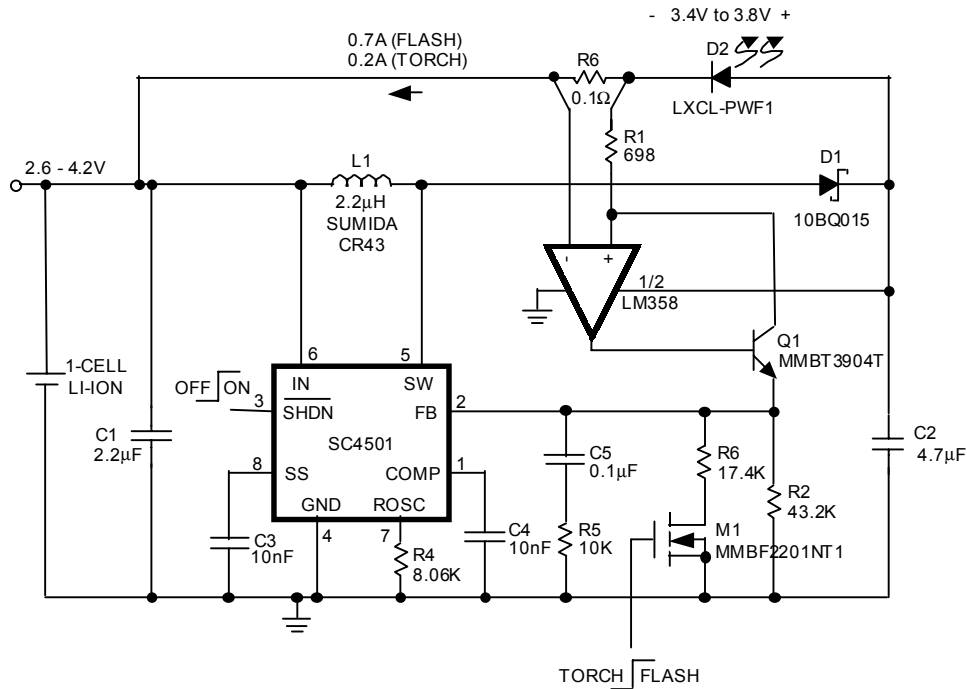 - 3.4V to 3.8V +
0.7A (FLASH)
0.2A (TORCH)
R6
0.1Ω
D2
LXCL-PWF1
R1
698
2.6 - 4.2V
L1
2.2µH
SUMIDA
CR43
D1
10BQ015
- +
1/2
LM358
Q1
MMBT3904T
1-CELL
LI-ION
C1
2.2µF
OFF ON
6 5
IN SW
3 SHDN FB 2
SC4501
8 SS COMP 1
GND ROSC
4 7
C3
10nF
R4
8.06K
C4
10nF
C5
0.1µF
R5
10K
R6
17.4K
M1
MMBF2201NT1
R2
43.2K
C2
4.7µF
TORCH FLASH